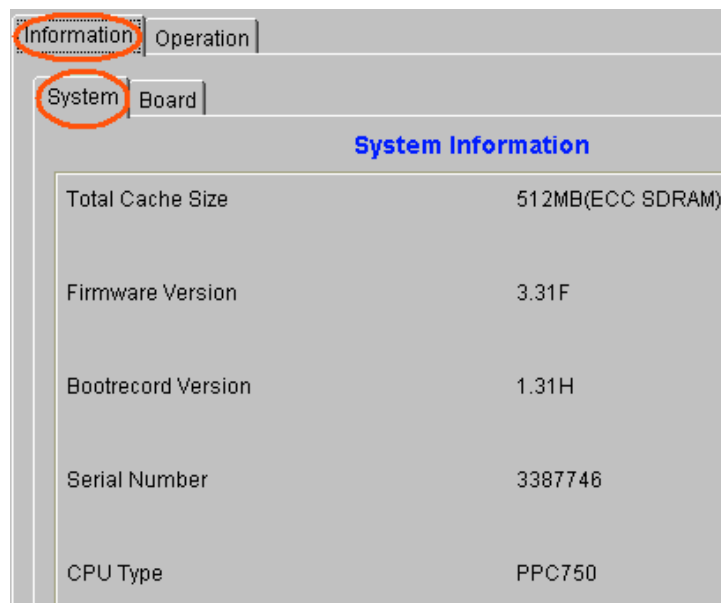 Information Operation
System Board
System Information
Total Cache Size 512MB(ECC SDRAM)
Firmware Version 3.31F
Bootrecord Version 1.31H
Serial Number 3387746
CPU Type PPC750